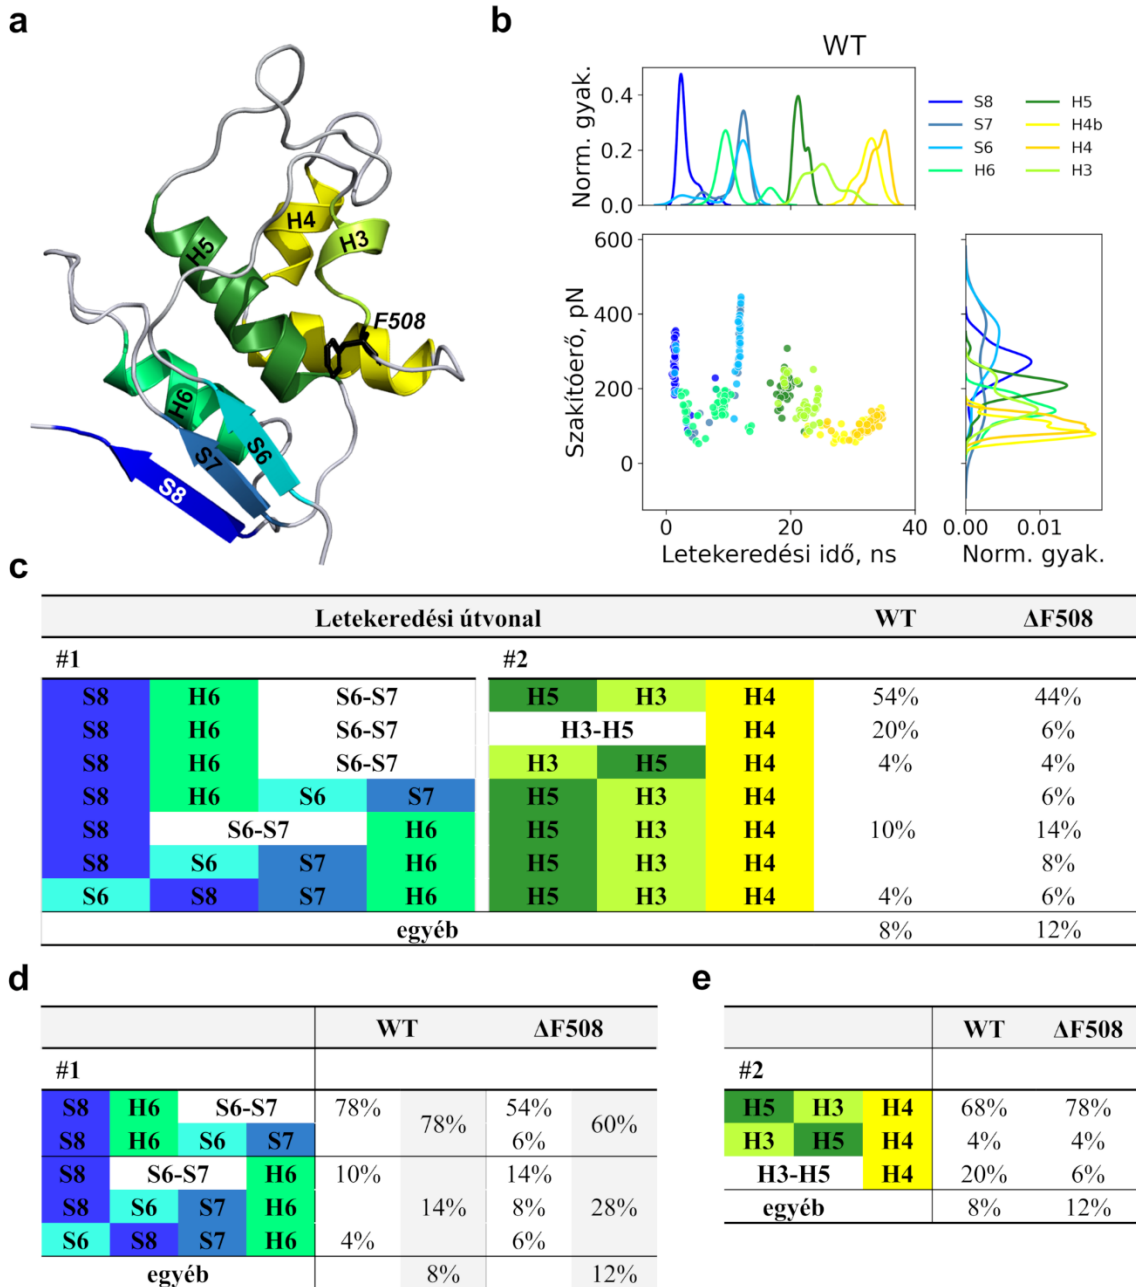 a
H5
H4
H3
F508
H6
S7
S6
S8
b
WT
Norm. gyak.
0.4
0.2
0.0
S8
S7
S6
H6
H5
H4b
H4
H3
Szakítóerő, pN
600
400
200
0
0
20
40
Letekeredési idő, ns
0.00
0.01
Norm. gyak.
c
Letekeredési útvonal WT ΔF508
#1 #2
S8 H6 S6-S7 H5 H3 H4 54% 44%
S8 H6 S6-S7 H3-H5 H4 20% 6%
S8 H6 S6-S7 H3 H5 H4 4% 4%
S8 H6 S6 S7 H5 H3 H4 6%
S8 S6-S7 H6 H5 H3 H4 10% 14%
S8 S6 S7 H6 H5 H3 H4 8%
S6 S8 S7 H6 H5 H3 H4 4% 6%
egyéb 8% 12%
d
WT ΔF508
#1
S8 H6 S6-S7 78% 78% 54% 60%
S8 H6 S6 S7 6%
S8 S6-S7 H6 10% 14% 14% 28%
S8 S6 S7 H6 8%
S6 S8 S7 H6 4% 6%
egyéb 8% 12%
e
WT ΔF508
#2
H5 H3 H4 68% 78%
H3 H5 H4 4% 4%
H3-H5 H4 20% 6%
egyéb 8% 12%